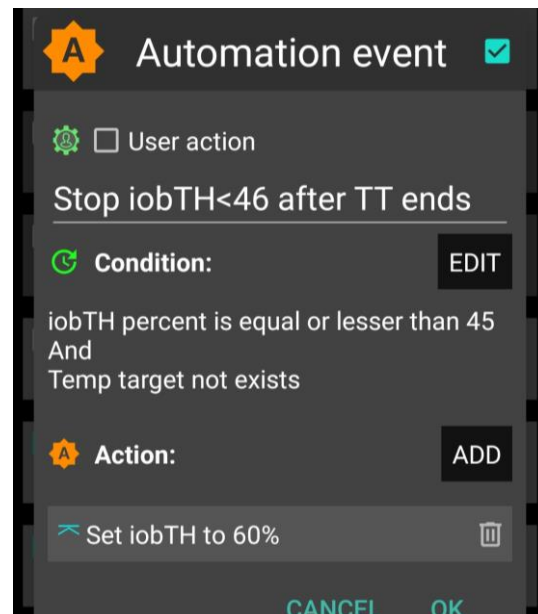 A Automation event
User action
Stop iobTH<46 after TT ends
Condition: EDIT
iobTH percent is equal or lesser than 45
And
Temp target not exists
A Action: ADD
Set iobTH to 60%
CANCEL OK